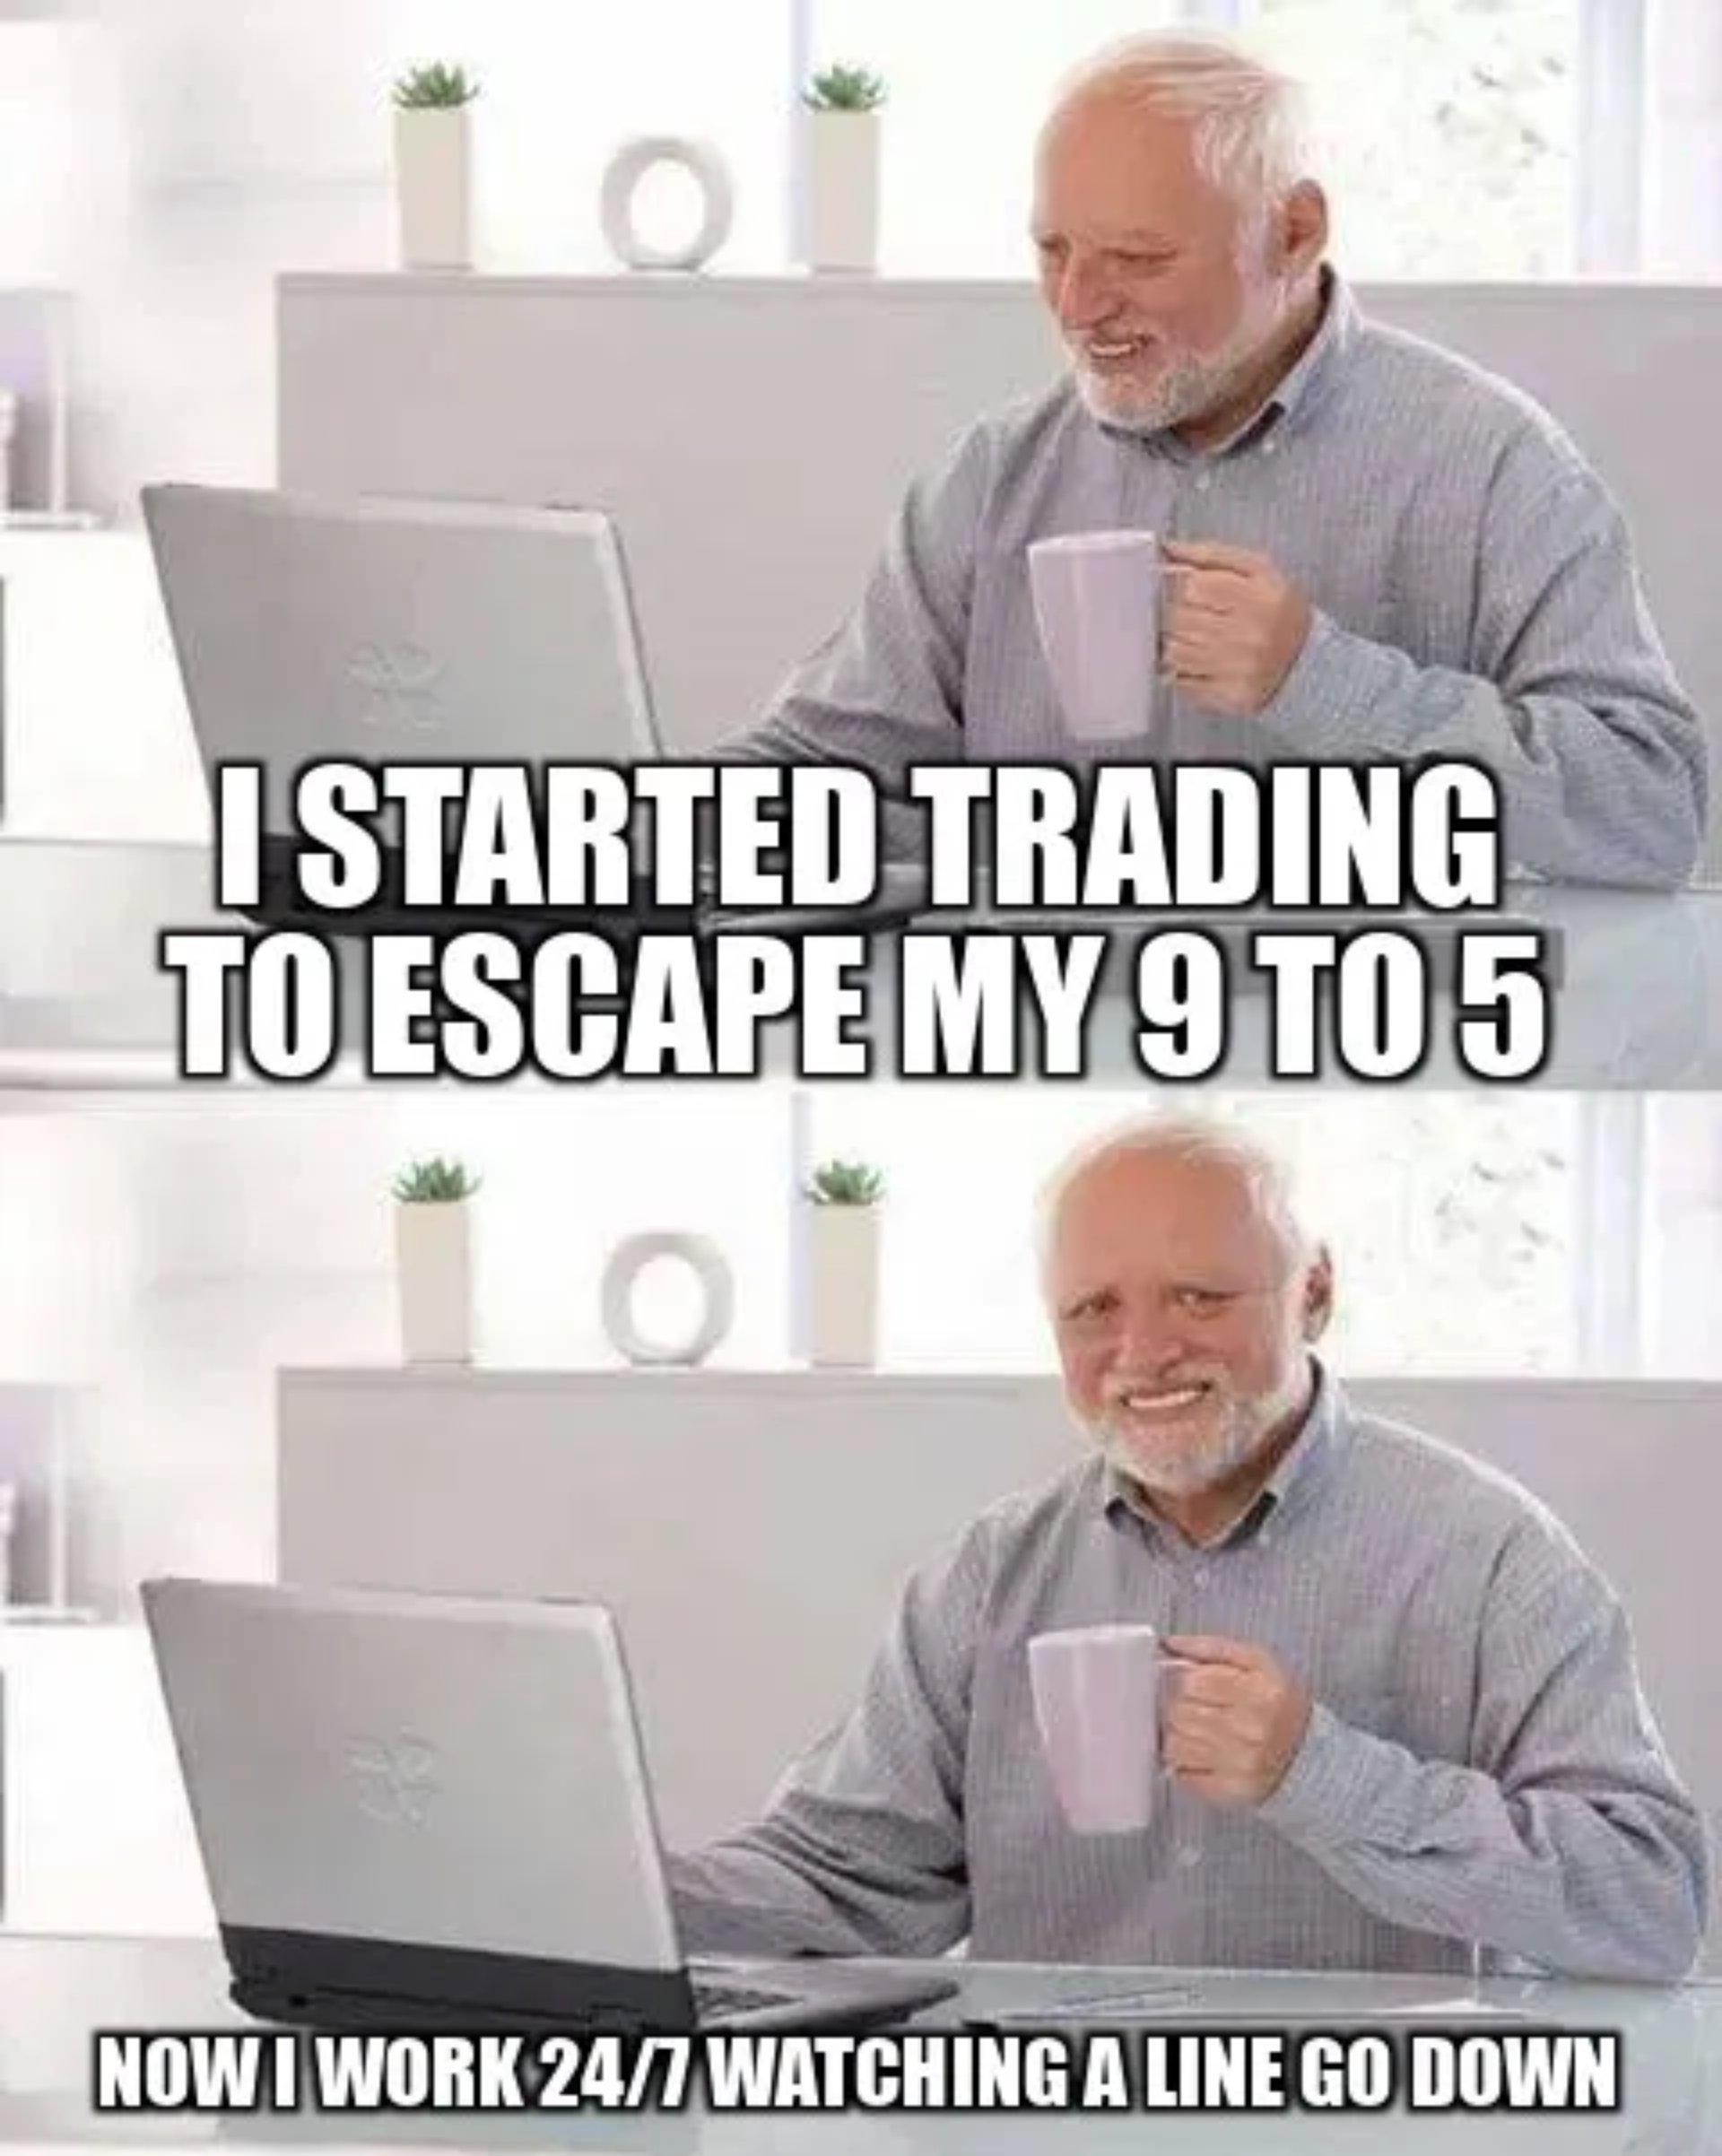 I STARTED TRADING
TO ESCAPE MY 9 TO 5
NOW I WORK 24/7 WATCHING A LINE GO DOWN